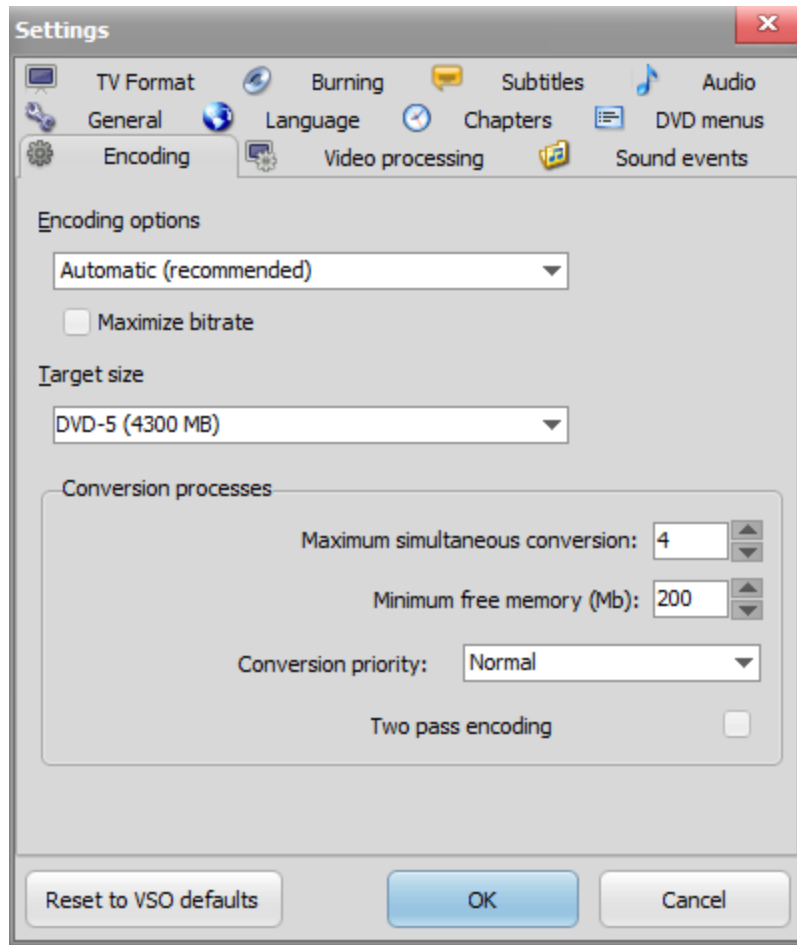 Settings
TV Format Burning Subtitles Audio
General Language Chapters DVD menus
Encoding Video processing Sound events
Encoding options
Automatic (recommended)
Maximize bitrate
Target size
DVD-5 (4300 MB)
Conversion processes
Maximum simultaneous conversion: 4
Minimum free memory (Mb): 200
Conversion priority: Normal
Two pass encoding
Reset to VSO defaults OK Cancel